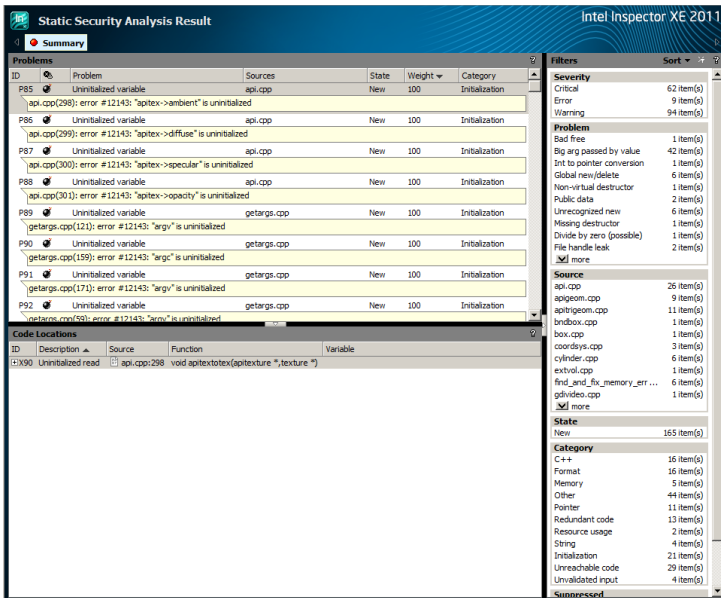 Static Security Analysis Result
Intel Inspector XE 2011
Summary
Problems ?
ID Problem Sources State Weight Category
P85 Uninitialized variable api.cpp New 100 Initialization
api.cpp(298): error #12143: "apitex->ambient" is uninitialized
P86 Uninitialized variable api.cpp New 100 Initialization
api.cpp(299): error #12143: "apitex->diffuse" is uninitialized
P87 Uninitialized variable api.cpp New 100 Initialization
api.cpp(300): error #12143: "apitex->specular" is uninitialized
P88 Uninitialized variable api.cpp New 100 Initialization
api.cpp(301): error #12143: "apitex->opacity" is uninitialized
P89 Uninitialized variable getargs.cpp New 100 Initialization
getargs.cpp(121): error #12143: "argv" is uninitialized
P90 Uninitialized variable getargs.cpp New 100 Initialization
getargs.cpp(159): error #12143: "argc" is uninitialized
P91 Uninitialized variable getargs.cpp New 100 Initialization
getargs.cpp(171): error #12143: "argv" is uninitialized
P92 Uninitialized variable getargs.cpp New 100 Initialization
getargs.cpp(59): error #12143: "argv" is uninitialized
Code Locations ?
ID Description Source Function Variable
X90 Uninitialized read api.cpp:298 void apitextotex(apitexture *,texture *)
Filters Sort ?
Severity
Critical 62 item(s)
Error 9 item(s)
Warning 94 item(s)
Problem
Bad free 1 item(s)
Big arg passed by value 42 item(s)
Int to pointer conversion 1 item(s)
Global new/delete 6 item(s)
Non-virtual destructor 1 item(s)
Public data 2 item(s)
Unrecognized new 6 item(s)
Missing destructor 1 item(s)
Divide by zero (possible) 1 item(s)
File handle leak 2 item(s)
more
Source
api.cpp 26 item(s)
apigeom.cpp 9 item(s)
apitrigeom.cpp 11 item(s)
bndbox.cpp 1 item(s)
box.cpp 1 item(s)
coordsys.cpp 3 item(s)
cylinder.cpp 6 item(s)
extvol.cpp 1 item(s)
find_and_fix_memory_err ... 6 item(s)
gdivideo.cpp 1 item(s)
more
State
New 165 item(s)
Category
C++ 16 item(s)
Format 16 item(s)
Memory 5 item(s)
Other 44 item(s)
Pointer 11 item(s)
Redundant code 13 item(s)
Resource usage 2 item(s)
String 4 item(s)
Initialization 21 item(s)
Unreachable code 29 item(s)
Unvalidated input 4 item(s)
Suppressed